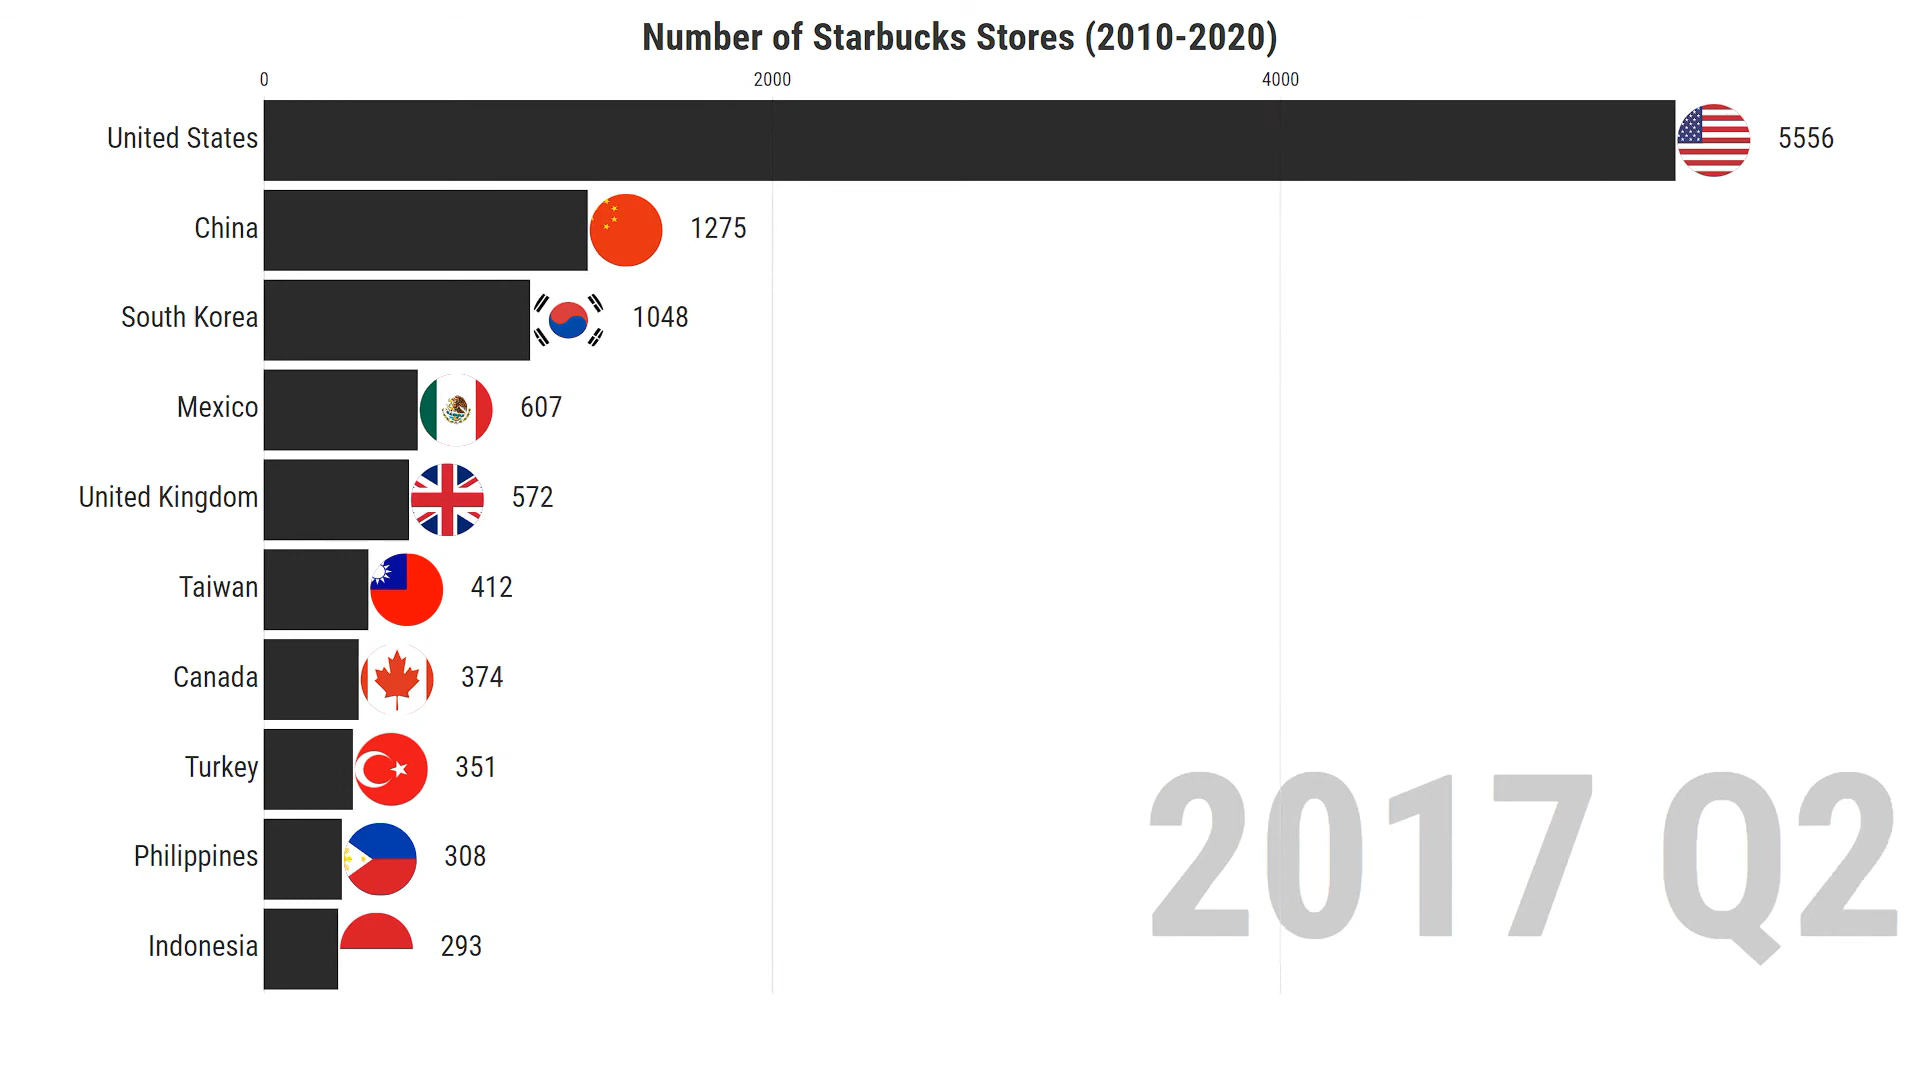 Number of Starbucks Stores (2010-2020)
0 2000 4000
United States 5556
China 1275
South Korea 1048
Mexico 607
United Kingdom 572
Taiwan 412
Canada 374
Turkey 351
Philippines 308
Indonesia 293
2017 Q2